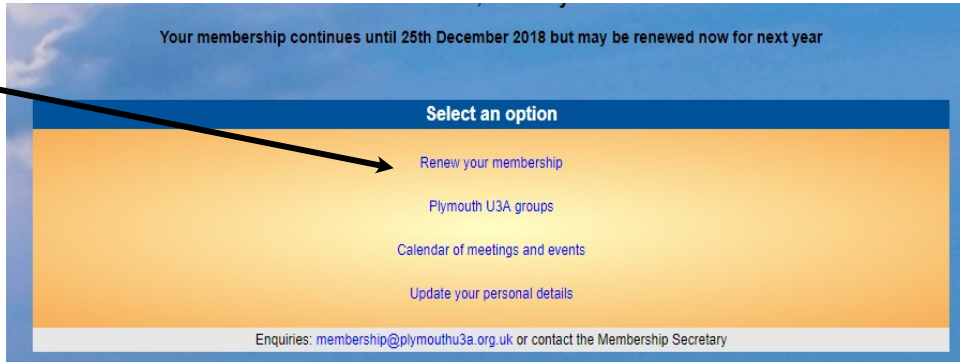 Your membership continues until 25th December 2018 but may be renewed now for next year
Select an option
Renew your membership
Plymouth U3A groups
Calendar of meetings and events
Update your personal details
Enquiries: membership@plymouthu3a.org.uk or contact the Membership Secretary